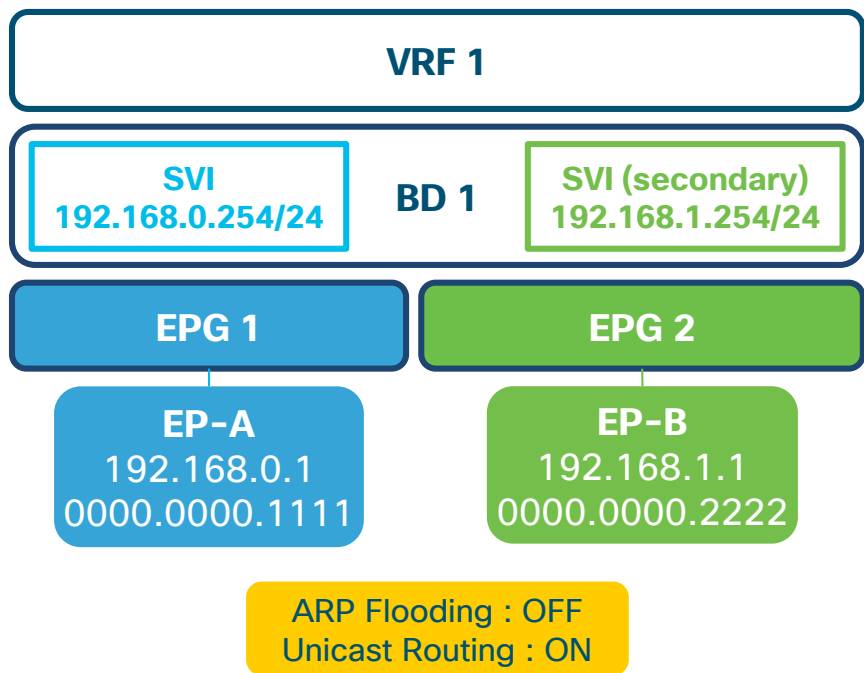 VRF 1
SVI
192.168.0.254/24
BD 1
SVI (secondary)
192.168.1.254/24
EPG 1
EPG 2
EP-A
192.168.0.1
0000.0000.1111
EP-B
192.168.1.1
0000.0000.2222
ARP Flooding : OFF
Unicast Routing : ON